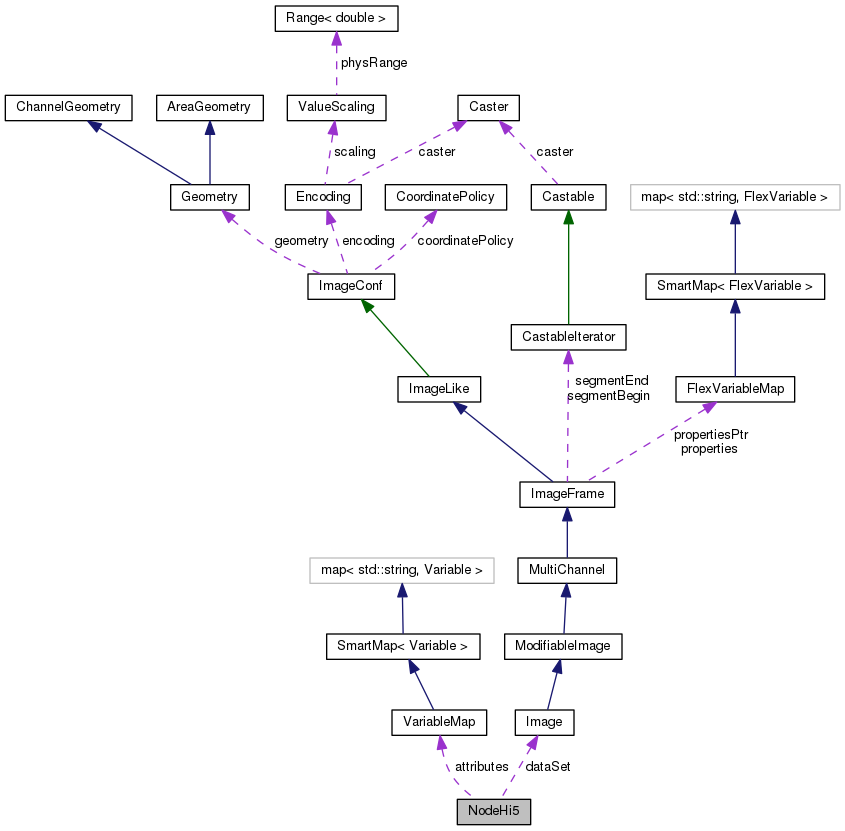 Range< double >
physRange
ChannelGeometry
AreaGeometry
ValueScaling
Caster
scaling
caster
caster
Geometry
Encoding
CoordinatePolicy
Castable
map< std::string, FlexVariable >
geometry
encoding
coordinatePolicy
ImageConf
SmartMap< FlexVariable >
CastableIterator
ImageLike
segmentEnd
segmentBegin
FlexVariableMap
propertiesPtr
properties
ImageFrame
map< std::string, Variable >
MultiChannel
SmartMap< Variable >
ModifiableImage
VariableMap
Image
attributes
dataSet
NodeHi5